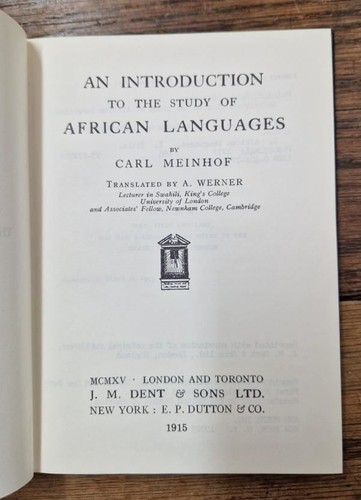 AN INTRODUCTION
TO THE STUDY OF
AFRICAN LANGUAGES
BY
CARL MEINHOF
TRANSLATED BY A. WERNER
Lecturer in Swahili, King's College
University of London
and Associates' Fellow, Newnham College, Cambridge
MCMXV · LONDON AND TORONTO
J. M. DENT & SONS LTD.
NEW YORK : E. P. DUTTON & CO.
1915